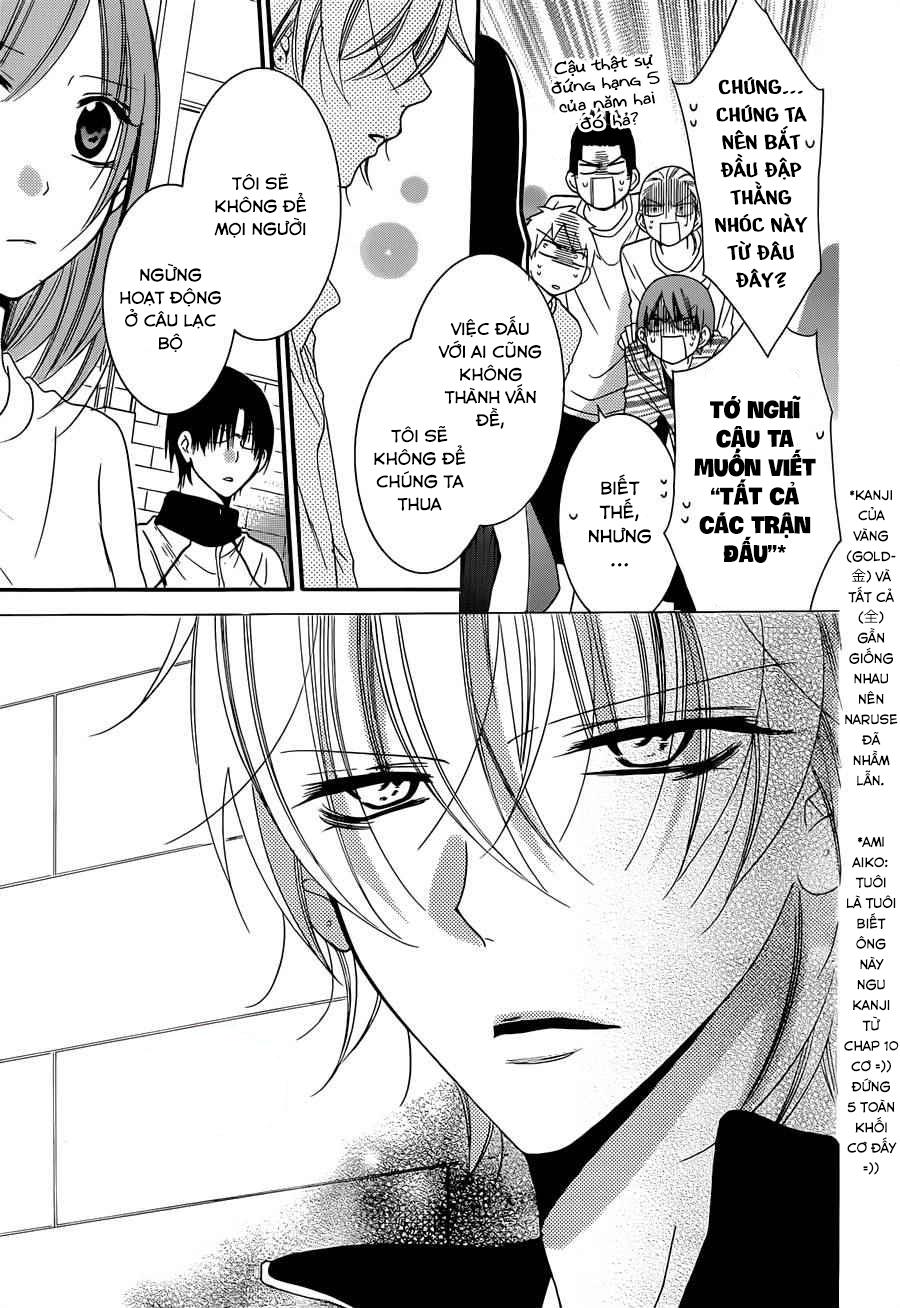 CHỨNG...
CHỨNG TA
NÊN BẮT
ĐẦU ĐẬP
THẰNG
NHÓC NÀY
TỪ ĐÂU
ĐÂY?
Cậu thật sự
đứng hạng 5
của năm hai
đó hả?
TỚ NGHĨ
CẬU TA
MUỐN VIẾT
“TẤT CẢ
CÁC TRẬN
ĐẤU”*
BIẾT
THẾ,
NHƯNG
...
VIỆC ĐẤU
VỚI AI CŨNG
KHÔNG
THÀNH VẤN
ĐỀ,
TÔI SẼ
KHÔNG ĐỂ
CHÚNG TA
THUA
TÔI SẼ
KHÔNG ĐỂ
MỌI NGƯỜI
NGỪNG
HOẠT ĐỘNG
Ở CÂU LẠC
BỘ
*KANJI
CỦA
VÀNG
(GOLD-
金) VÀ
TẤT CẢ
(全)
GẦN
GIỐNG
NHAU
NÊN
NARUSE
ĐÃ
NHẦM
LẪN.
*AMI
AIKO:
TUÔI
LÀ TUÔI
BIẾT
ÔNG
NÀY
NGU
KANJI
TỪ
CHAP 10
CƠ =))
ĐỨNG
5 TOÀN
KHỐI
CƠ ĐẤY
=))